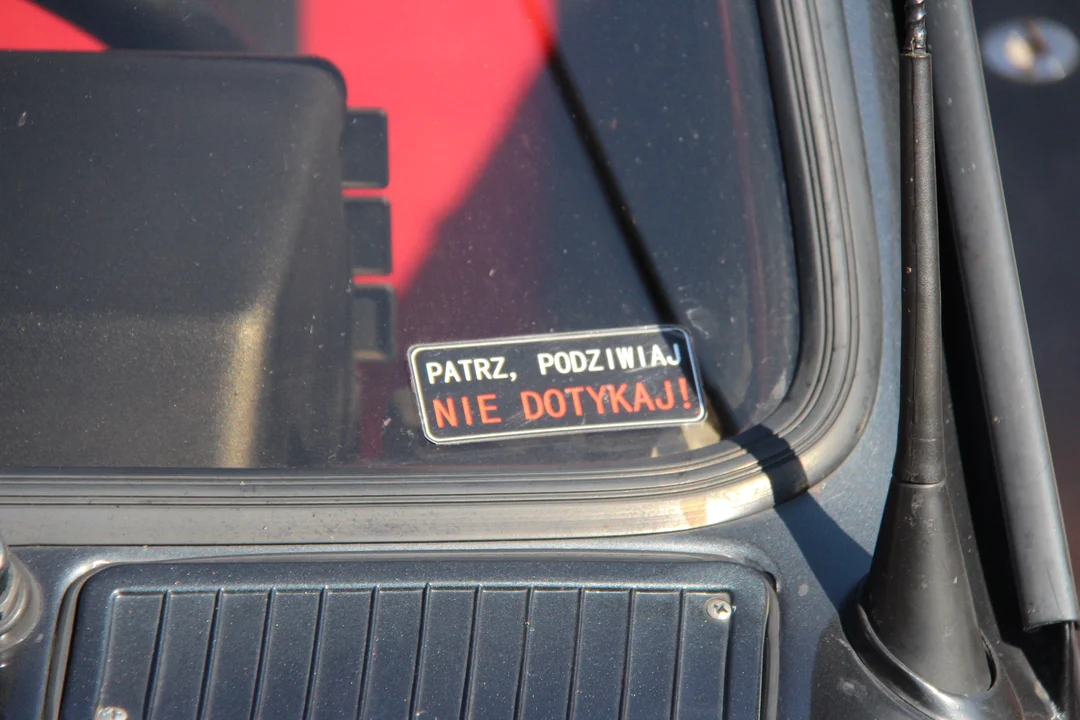 PATRZ, PODZIWIAJ
NIE DOTYKAJ!